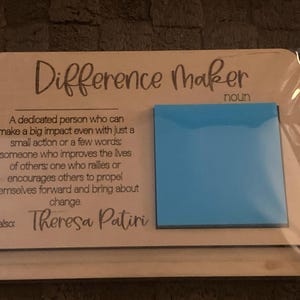 Difference Maker
noun
A dedicated person who can
make a big impact even with just a
small action or a few words;
someone who improves the lives
of others; one who rallies or
encourages others to propel
themselves forward and bring about
change.
also: Theresa Patiri